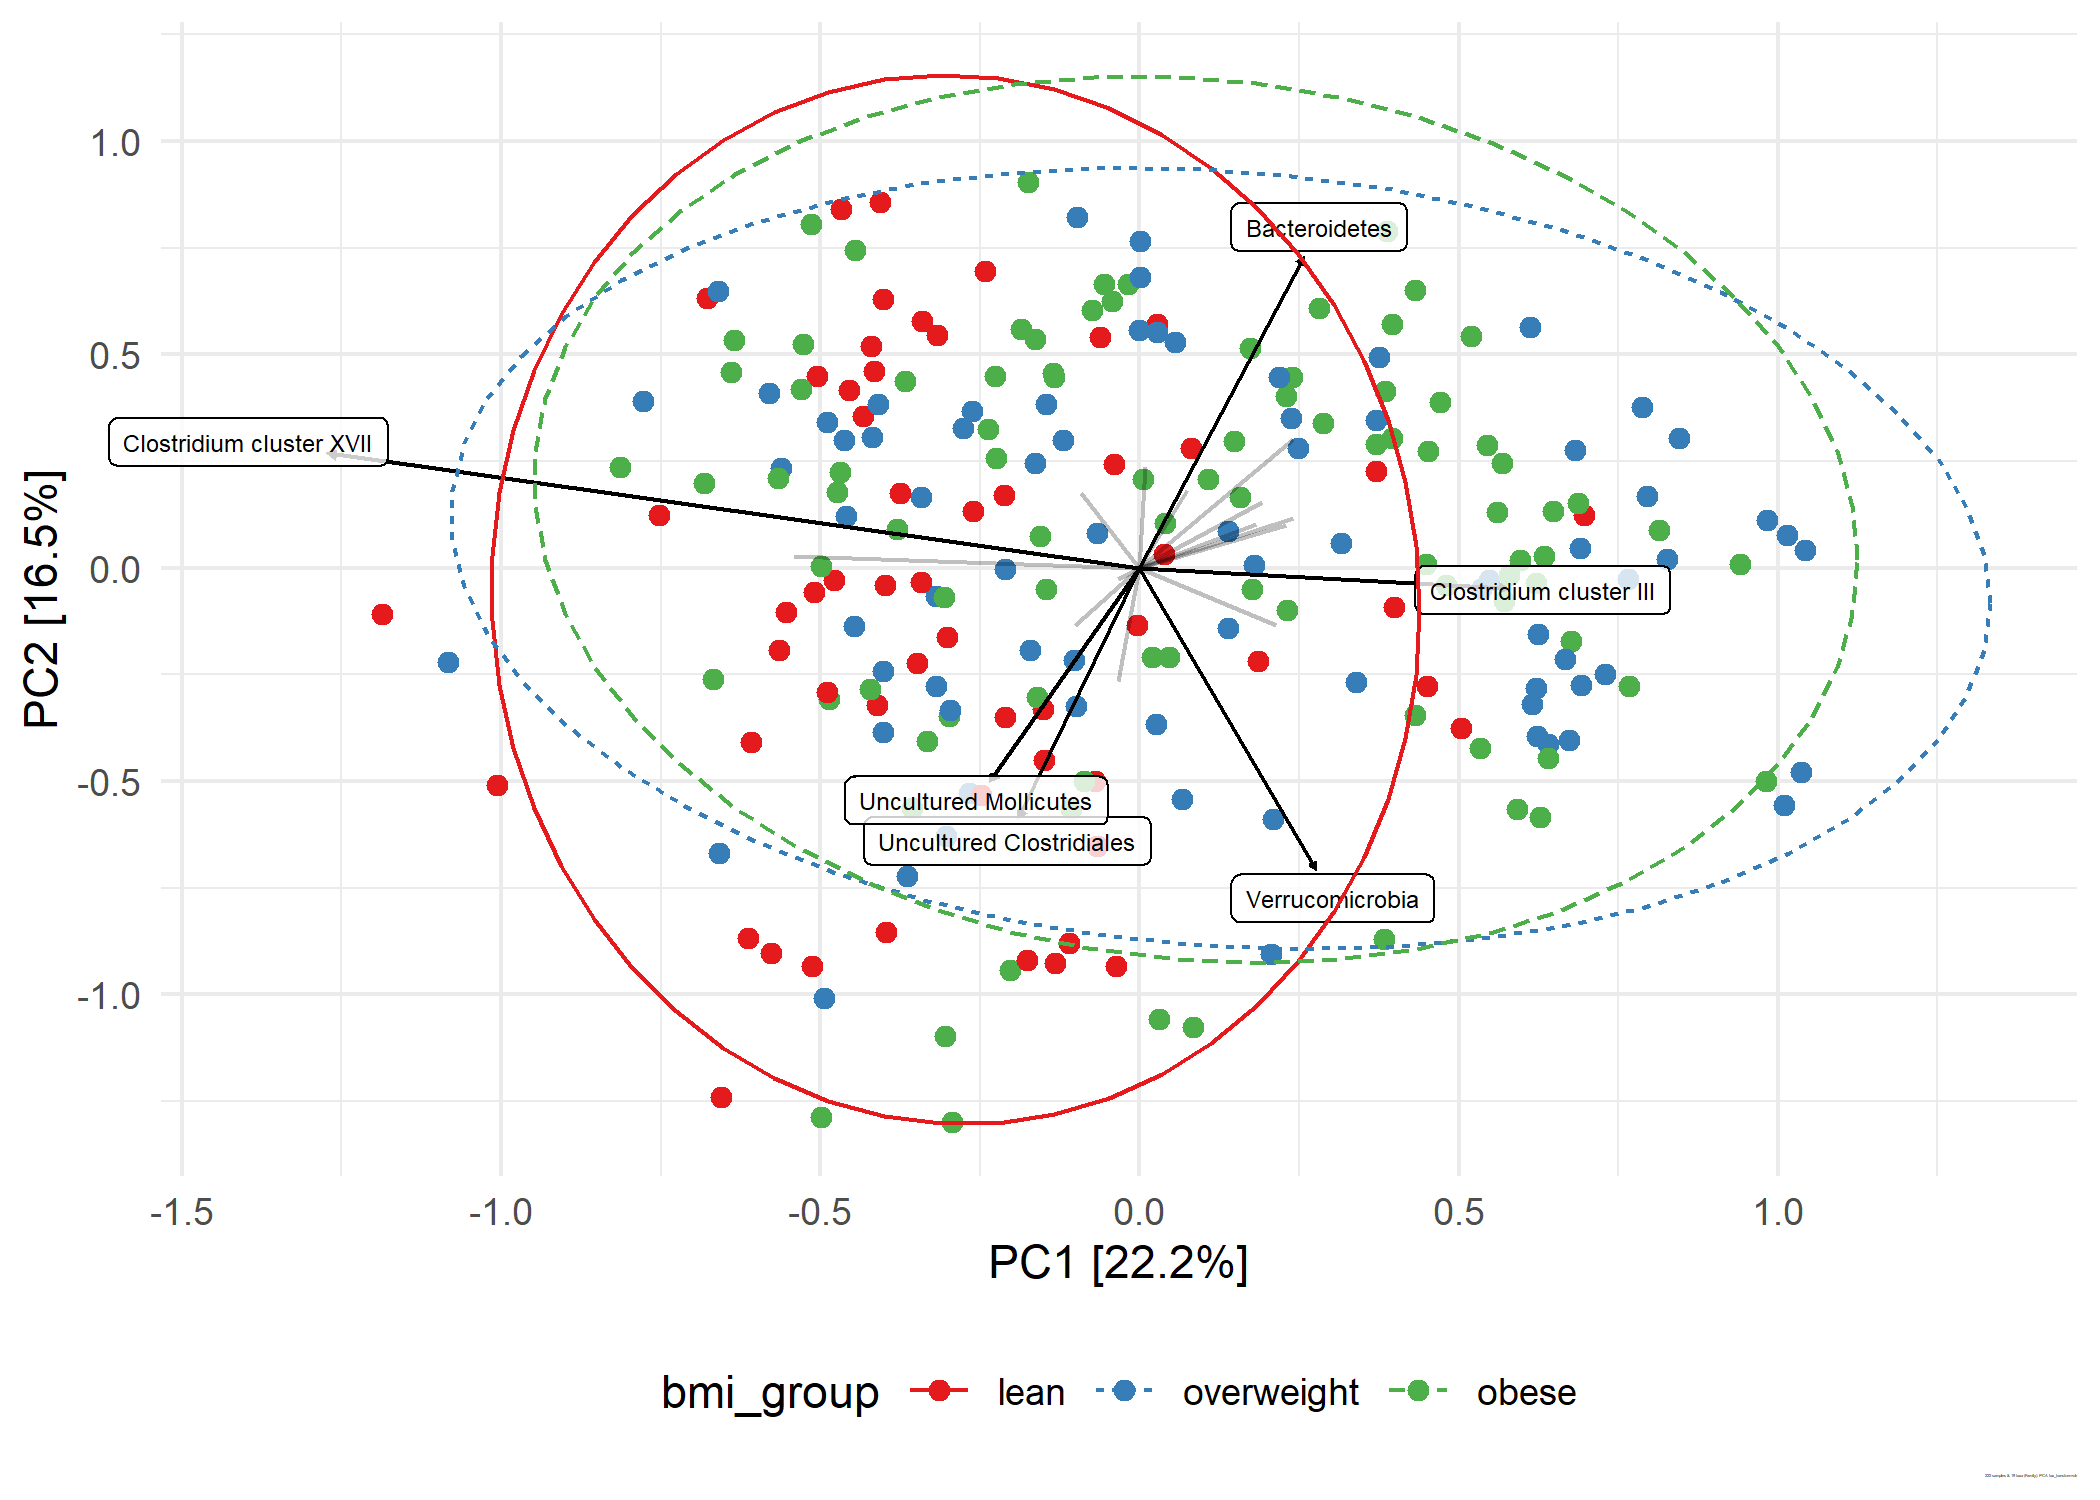 1.0
0.5
0.0
-0.5
-1.0
PC2 [16.5%]
Bacteroidetes
Clostridium cluster XVII
Clostridium cluster III
Uncultured Mollicutes
Uncultured Clostridiales
Verrucomicrobia
-1.5 -1.0 -0.5 0.0 0.5 1.0
PC1 [22.2%]
bmi_group lean overweight obese